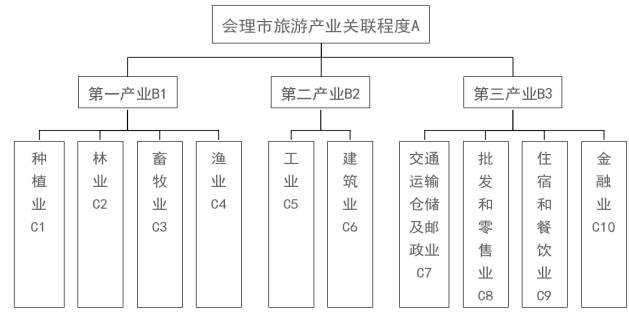 会理市旅游产业关联程度A
第一产业B1
第二产业B2
第三产业B3
种植业C1
林业C2
畜牧业C3
渔业C4
工业C5
建筑业C6
交通运输仓储及邮政业C7
批发和零售业C8
住宿和餐饮业C9
金融业C10